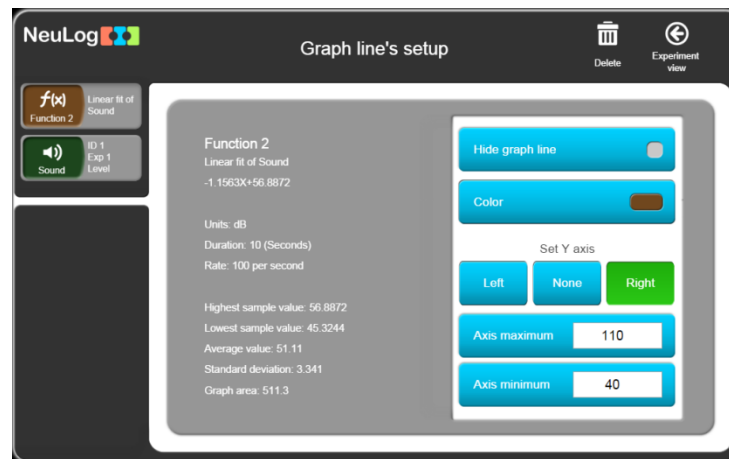 NeuLog
Graph line's setup
Delete
Experiment
view
f(x)
Function 2
Linear fit of
Sound
Sound
ID 1
Exp 1
Level
Function 2
Linear fit of Sound
-1.1563X+56.8872
Units: dB
Duration: 10 (Seconds)
Rate: 100 per second
Highest sample value: 56.8872
Lowest sample value: 45.3244
Average value: 51.11
Standard deviation: 3.341
Graph area: 511.3
Hide graph line
Color
Set Y axis
Left
None
Right
Axis maximum
110
Axis minimum
40